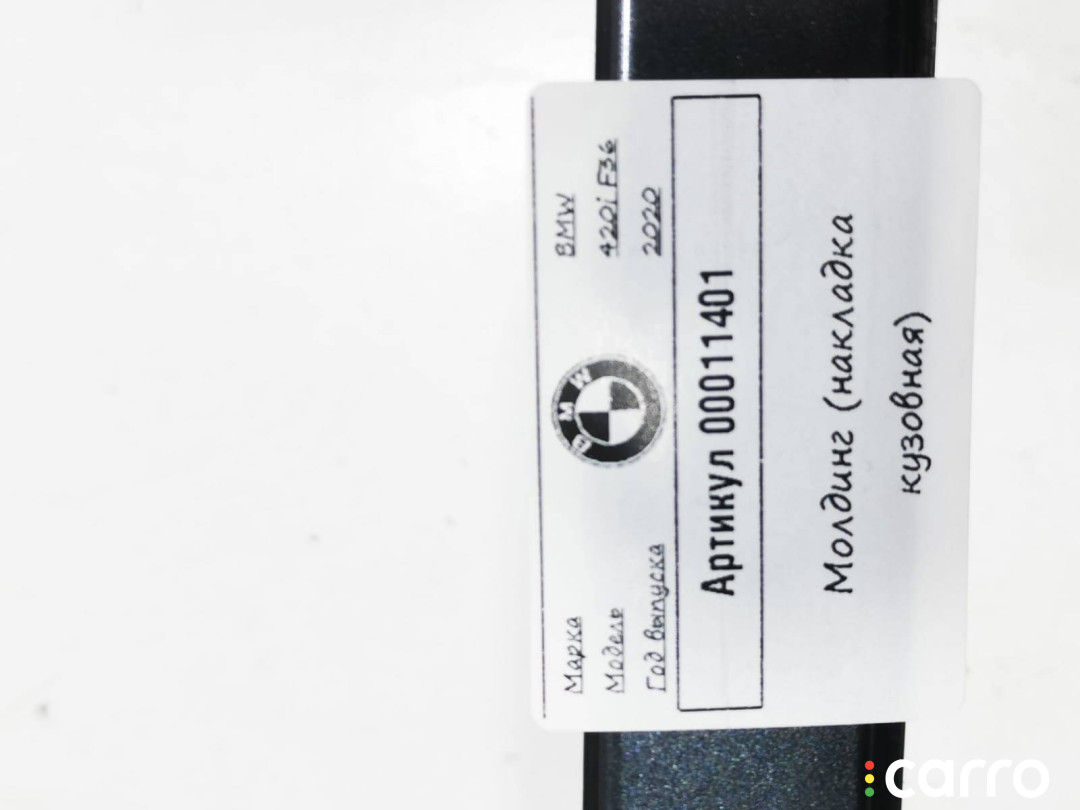 Марка BMW
Модель 420i F36
Год выпуска 2020
BMW
Артикул 00011401
Молдинг (накладка
кузовная)
carro